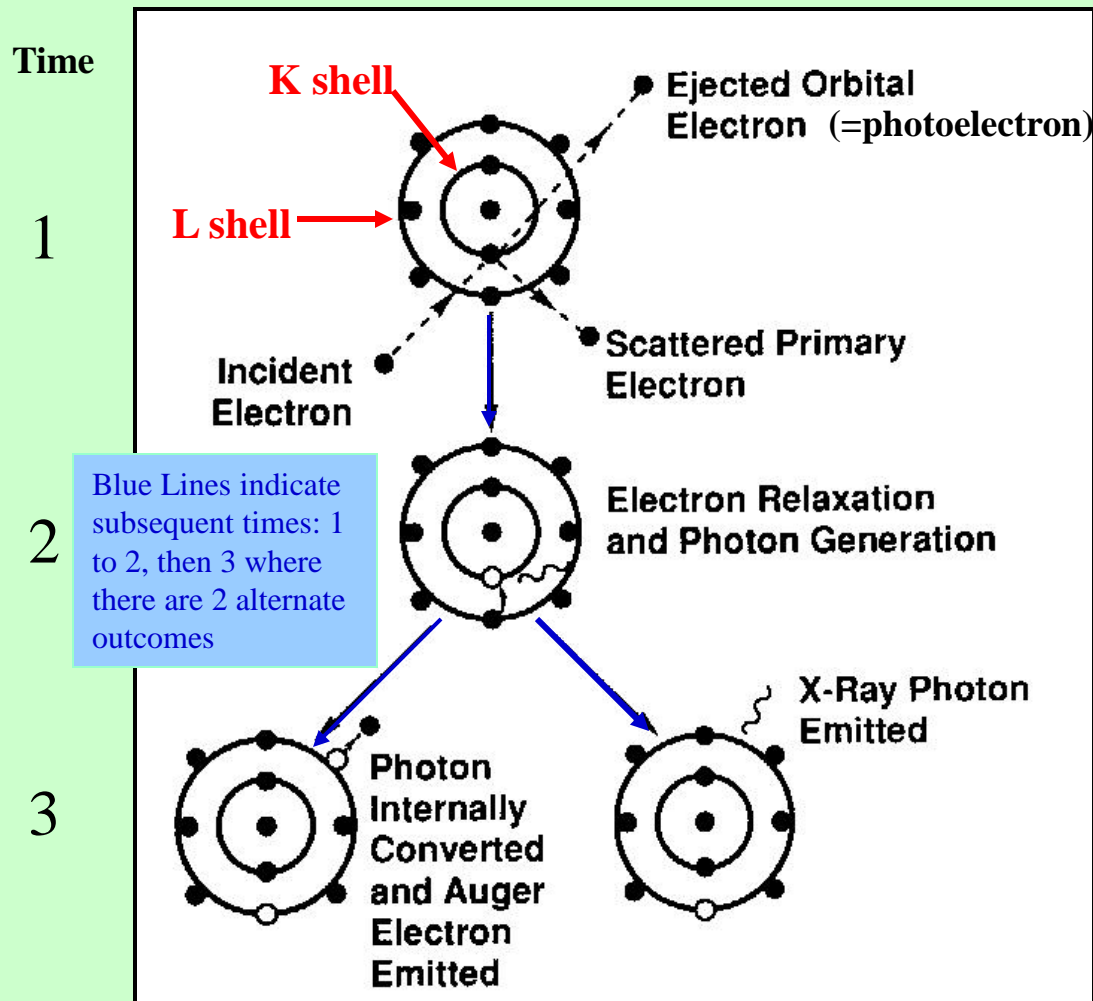 Time
K shell
Ejected Orbital
Electron (=photoelectron)
1
L shell
Incident
Electron
Scattered Primary
Electron
2
Blue Lines indicate
subsequent times: 1
to 2, then 3 where
there are 2 alternate
outcomes
Electron Relaxation
and Photon Generation
3
Photon
Internally
Converted
and Auger
Electron
Emitted
X-Ray Photon
Emitted